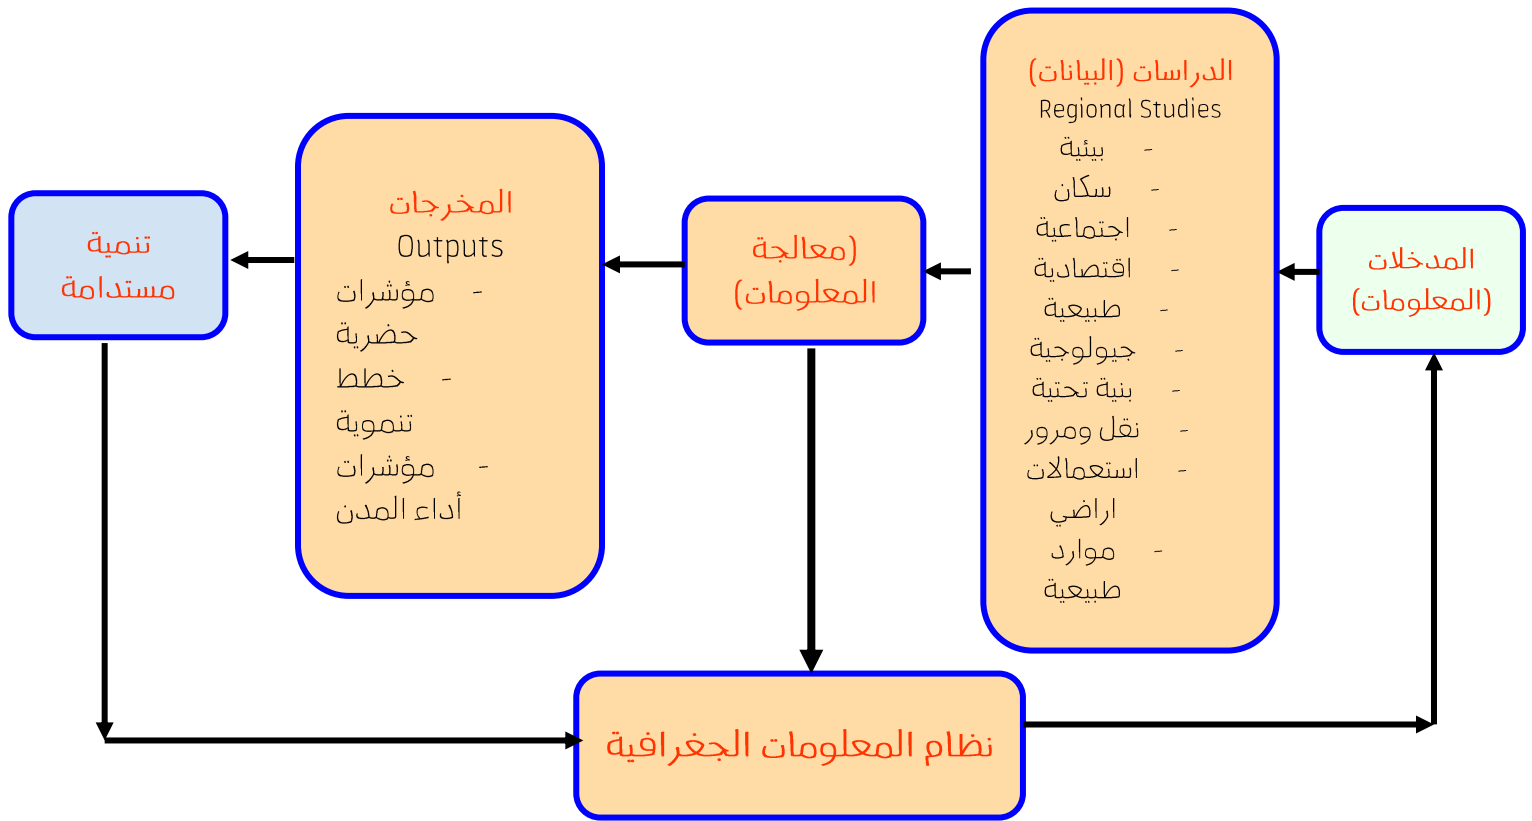 المدخلات
(المعلومات)
الدراسات (البيانات)
Regional Studies
- بيئية
- سكان
- اجتماعية
- اقتصادية
- طبيعية
- جيولوجية
- بنية تحتية
- نقل ومرور
- استعمالات
اراضي
- موارد
طبيعية
(معالجة
المعلومات)
المخرجات
Outputs
- مؤشرات
حضرية
- خطط
تنموية
- مؤشرات
أداء المدن
تنمية
مستدامة
نظام المعلومات الجغرافية